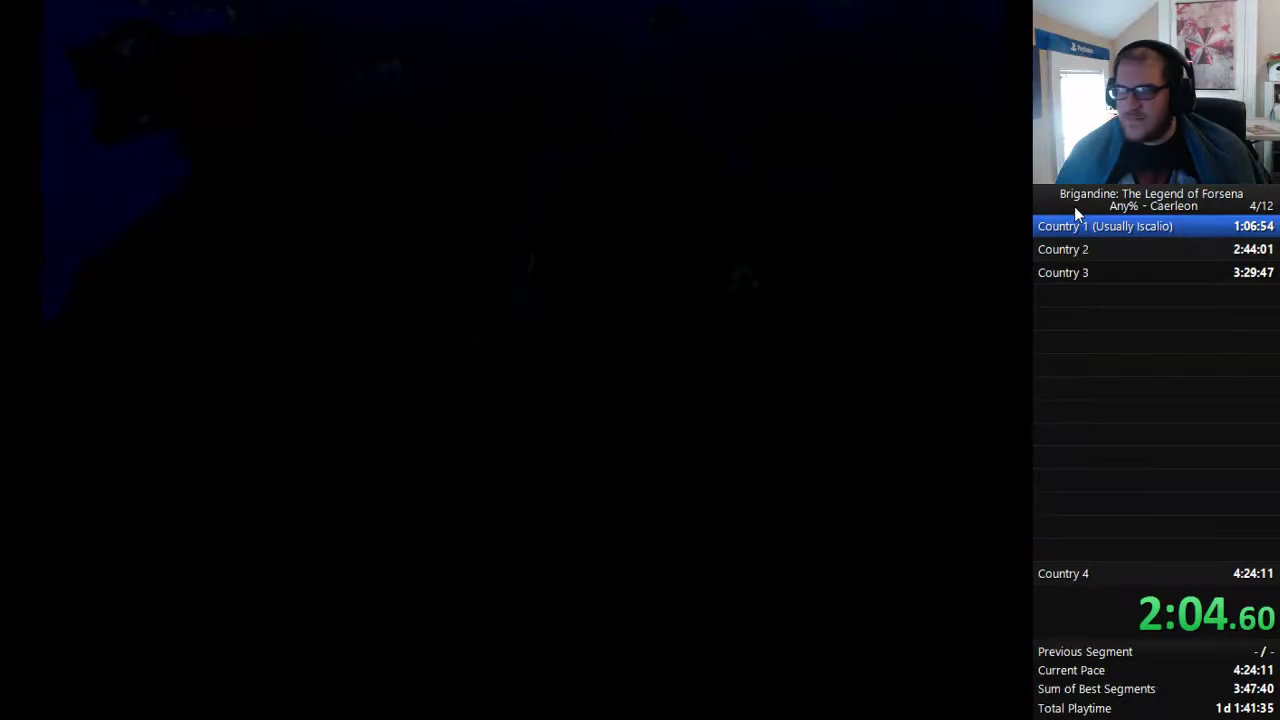 PlayStation
Brigandine: The Legend of Forsena
Any% - Caerleon 4/12
Country 1 (Usually Iscalio) 1:06:54
Country 2 2:44:01
Country 3 3:29:47
Country 4 4:24:11
2:04.60
Previous Segment - / -
Current Pace 4:24:11
Sum of Best Segments 3:47:40
Total Playtime 1 d 1:41:35